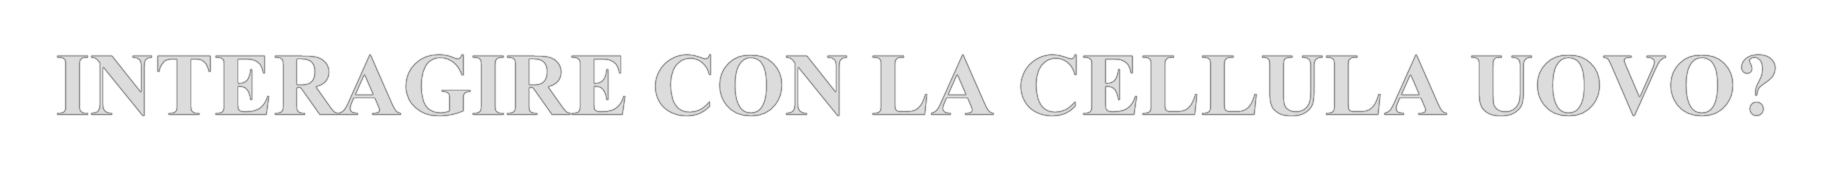 INTERAGIRE CON LA CELLULA UOVO?